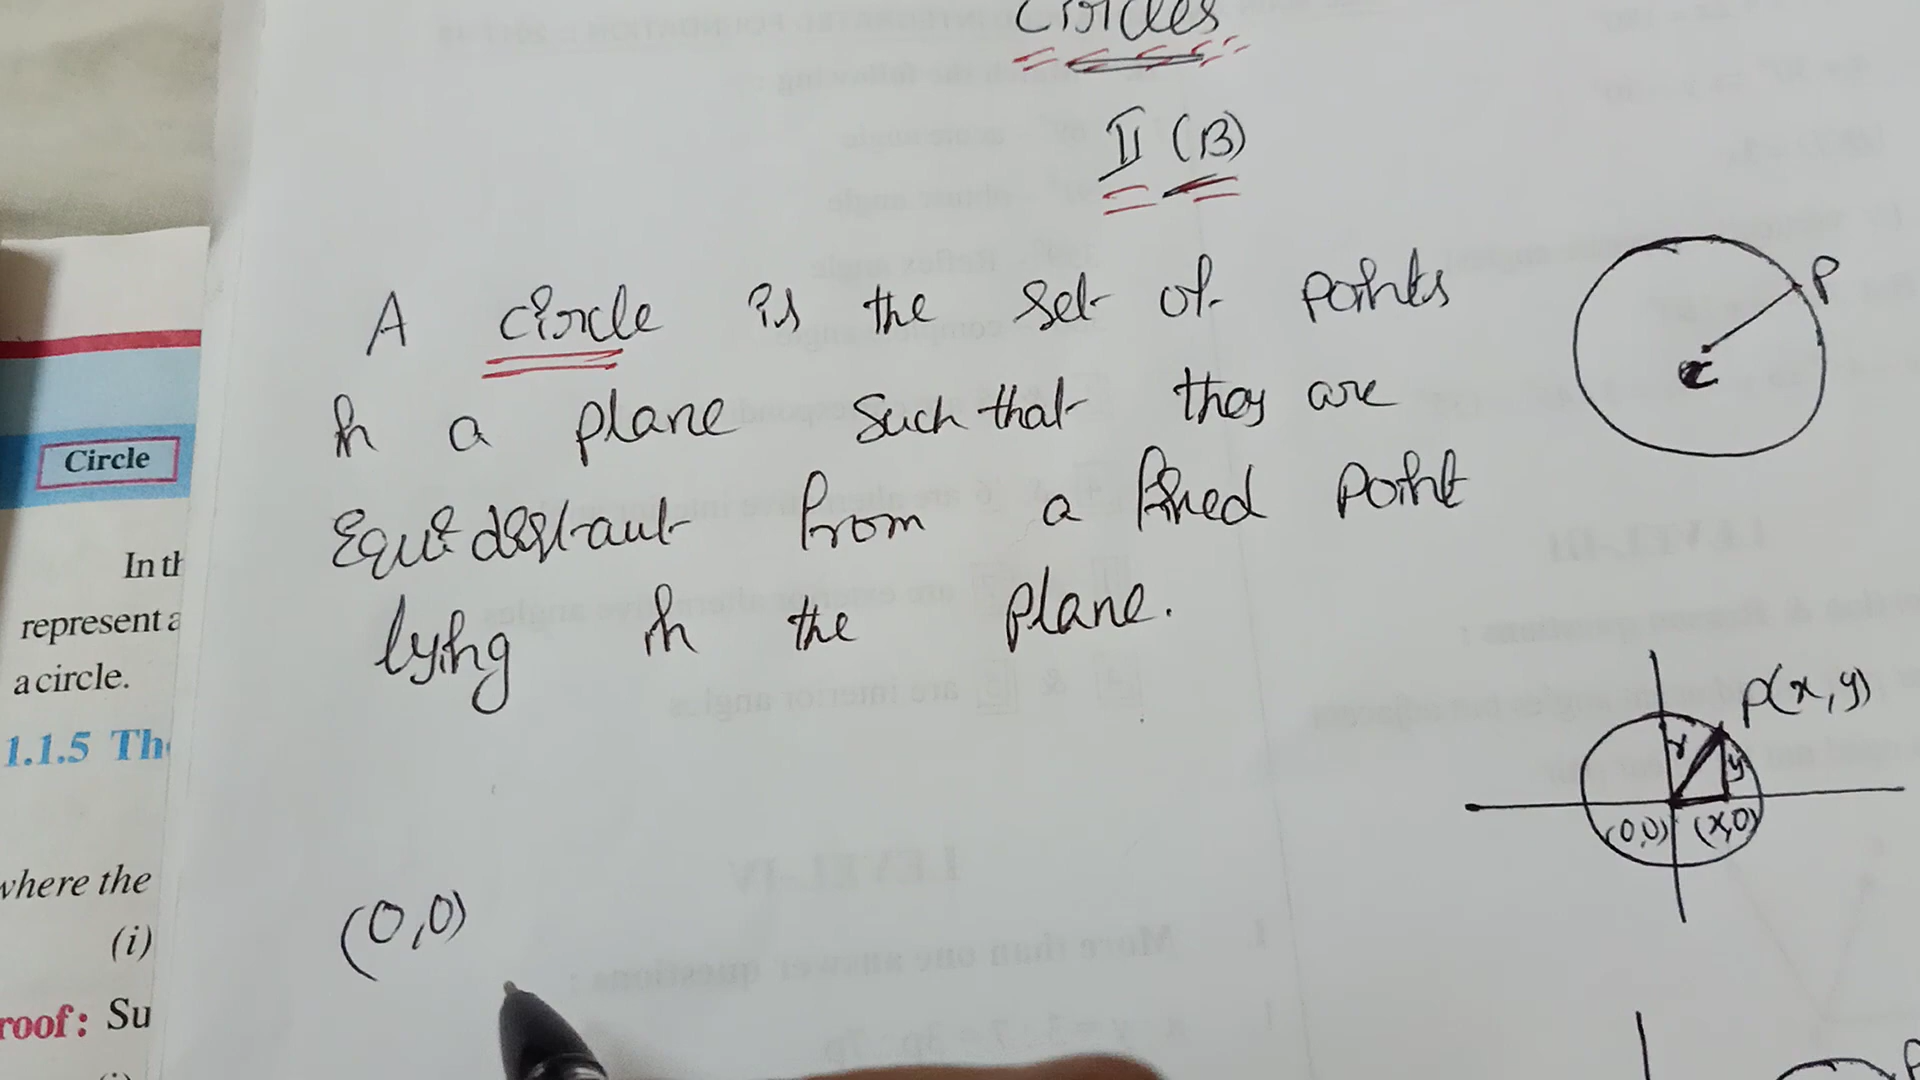 Circles
II (B)
A circle is the set of points
in a plane such that they are
Equidistant from a fixed point
lying in the plane.
P
c
P(x,y)
r
y
(0,0) (x,0)
(0,0)
Circle
In th
represent a
a circle.
1.1.5 Th
where the
(i)
roof: Su